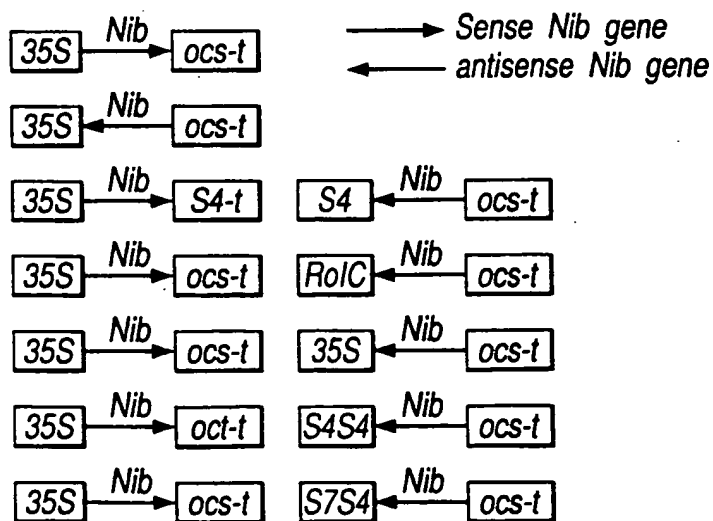 35S Nib ocs-t Sense Nib gene
antisense Nib gene
35S Nib ocs-t
35S Nib S4-t S4 Nib ocs-t
35S Nib ocs-t RolC Nib ocs-t
35S Nib ocs-t 35S Nib ocs-t
35S Nib oct-t S4S4 Nib ocs-t
35S Nib ocs-t S7S4 Nib ocs-t